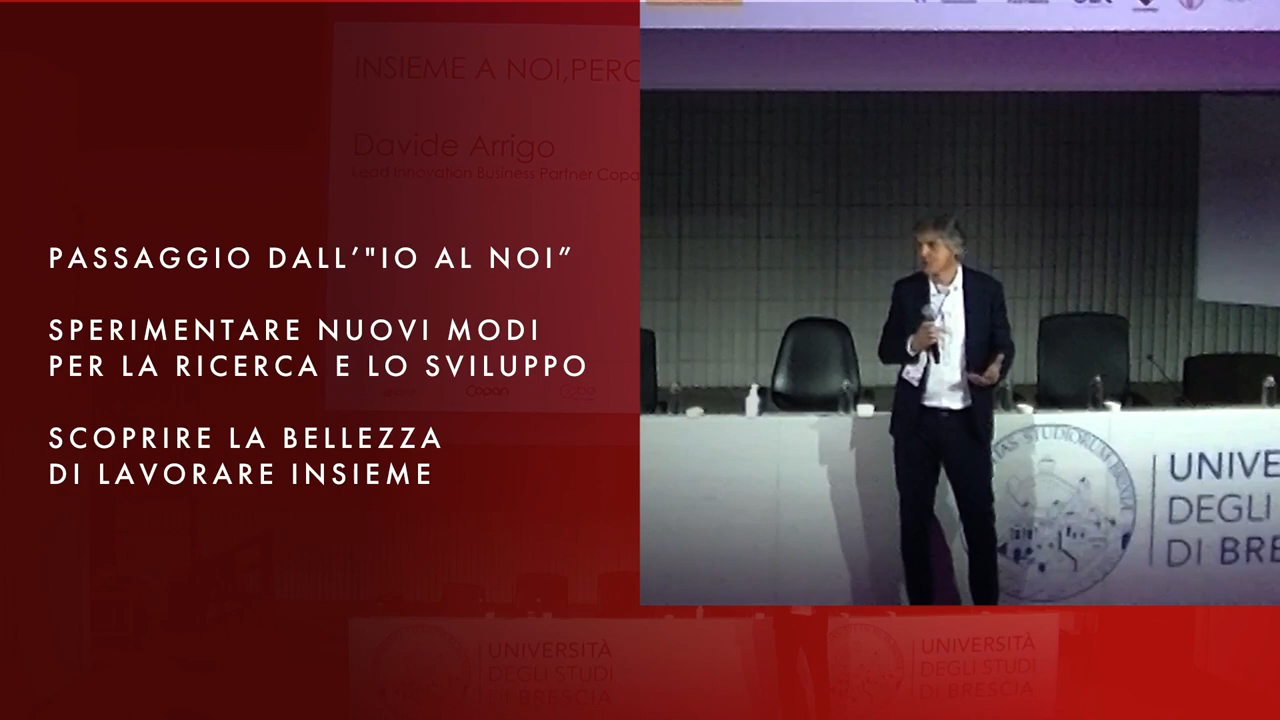 INSIEME A NOI,PERC
Davide Arrigo
Lead Innovation Business Partner Copa
PASSAGGIO DALL’"IO AL NOI”
SPERIMENTARE NUOVI MODI
PER LA RICERCA E LO SVILUPPO
Copan
SCOPRIRE LA BELLEZZA
DI LAVORARE INSIEME
STUDIORUM
UNIVE
DEGLI
DI BRE
UNIVERSITÀ
DEGLI STUDI
DI BRESCIA
UNIVERSITÀ
DEGLI STUDI
DI BRESCIA